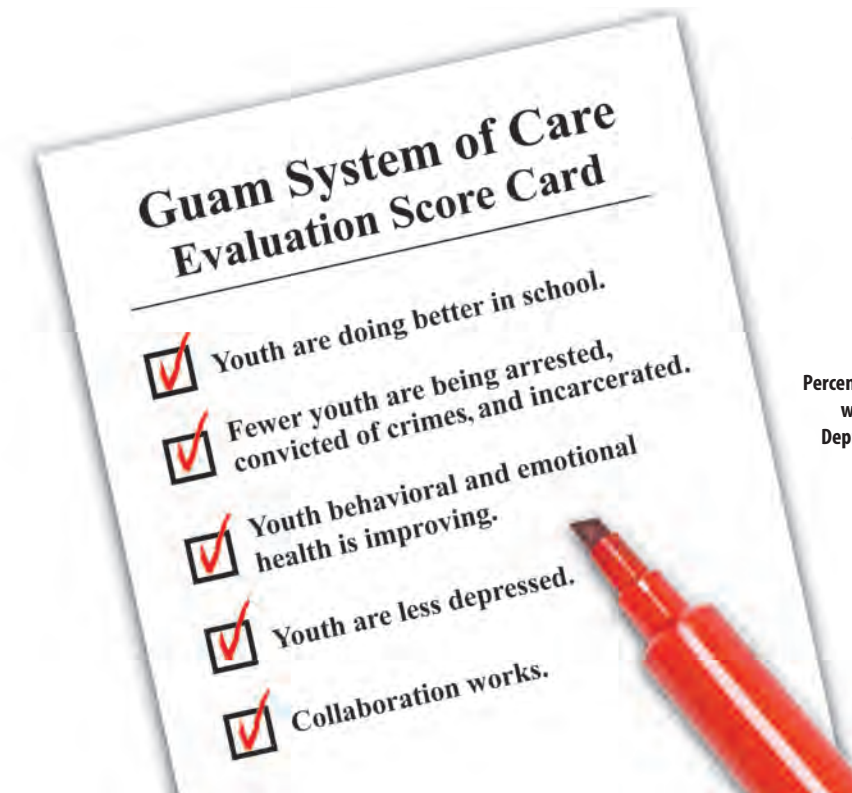 Guam System of Care
Evaluation Score Card
Youth are doing better in school.
Fewer youth are being arrested,
convicted of crimes, and incarcerated.
Youth behavioral and emotional
health is improving.
Youth are less depressed.
Collaboration works.